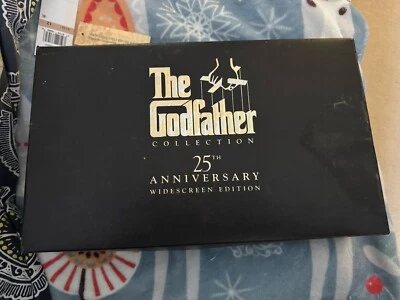 The
Godfather
COLLECTION
25TH
ANNIVERSARY
WIDESCREEN EDITION